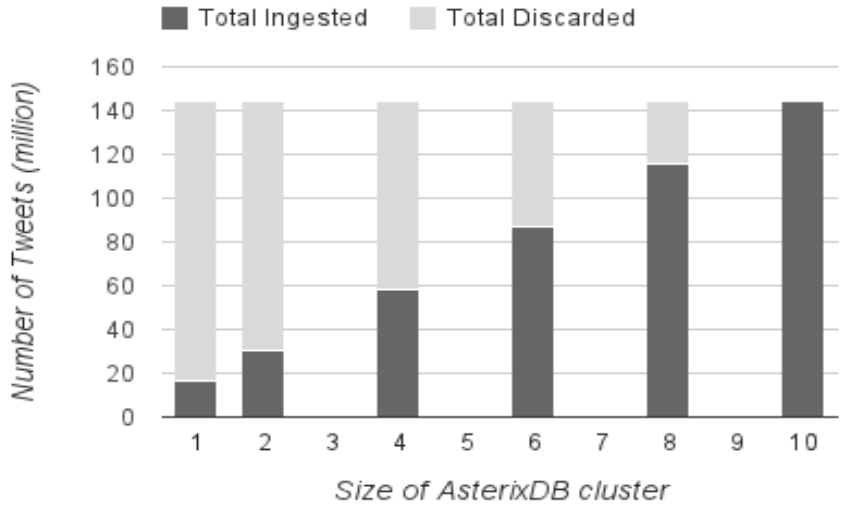 Total Ingested Total Discarded
Number of Tweets (million)
160
140
120
100
80
60
40
20
0
1 2 3 4 5 6 7 8 9 10
Size of AsterixDB cluster